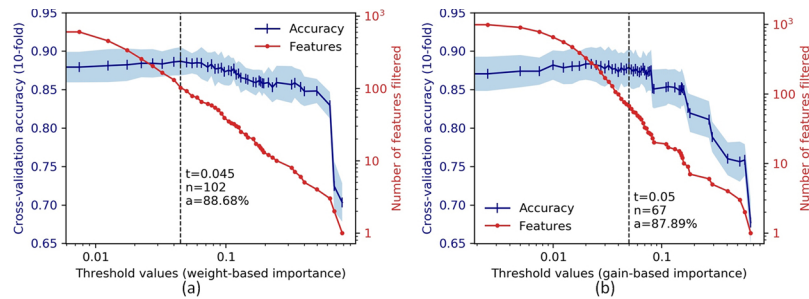 0.95
0.90
0.85
0.80
0.75
0.70
0.65
Cross-validation accuracy (10-fold)
Accuracy
Features
t=0.045
n=102
a=88.68%
10³
100
10
1
Number of features filtered
0.01
0.1
Threshold values (weight-based importance)
(a)
0.95
0.90
0.85
0.80
0.75
0.70
0.65
Cross-validation accuracy (10-fold)
Accuracy
Features
t=0.05
n=67
a=87.89%
10³
100
10
1
Number of features filtered
0.01
0.1
Threshold values (gain-based importance)
(b)